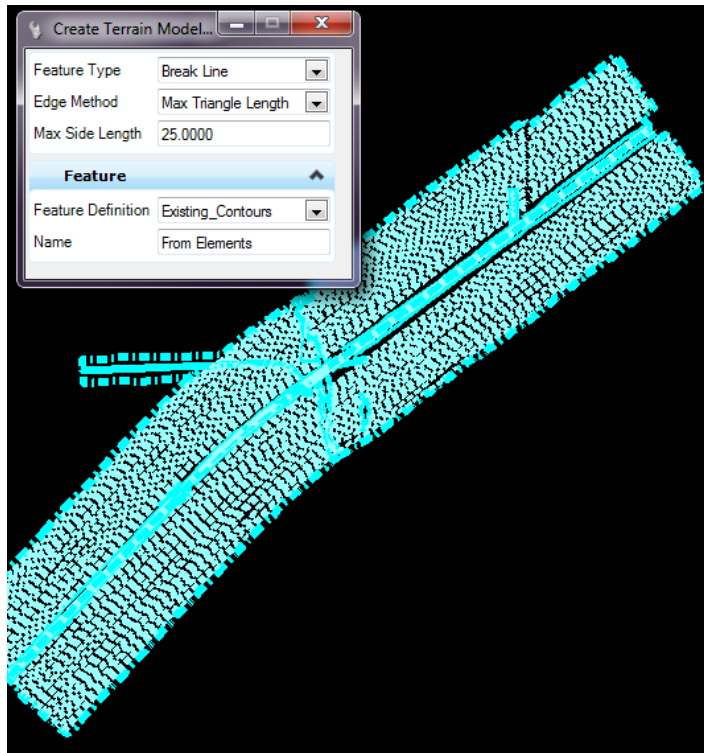 Create Terrain Model...
Feature Type Break Line
Edge Method Max Triangle Length
Max Side Length 25.0000
Feature
Feature Definition Existing_Contours
Name From Elements